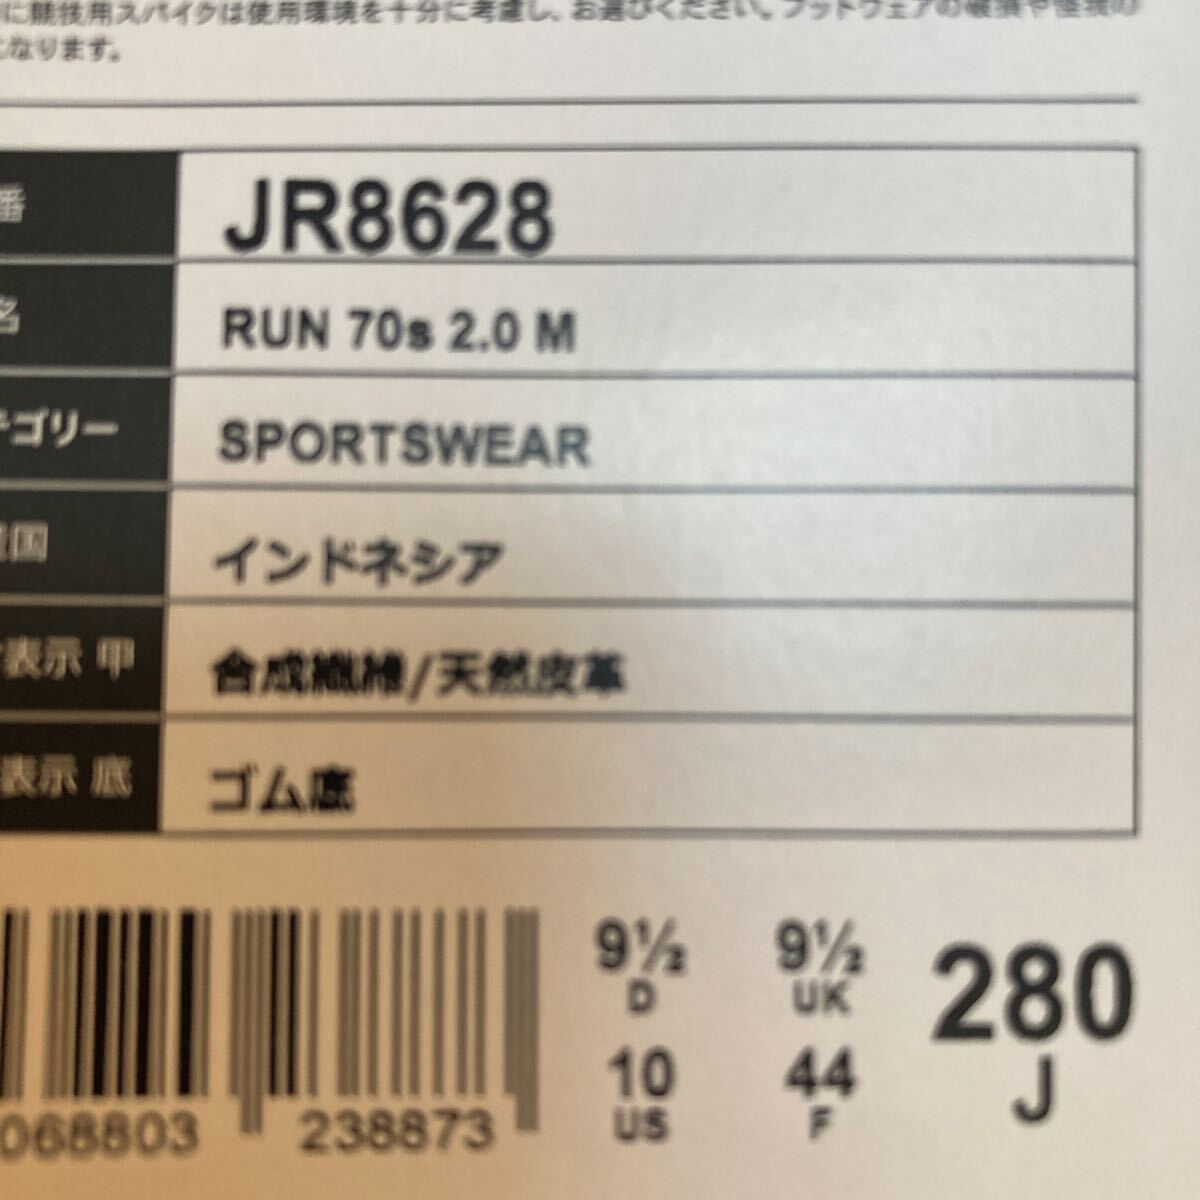 に競技用スパイクは使用環境を十分に考慮し、お選びください。フットウェアの破損や怪我の
になります。
番 JR8628
名 RUN 70s 2.0 M
テゴリー SPORTSWEAR
国 インドネシア
表示 甲 合成繊維/天然皮革
表示 底 ゴム底
9½ 9½ 280
D UK
10 44 J
US F
068803 238873